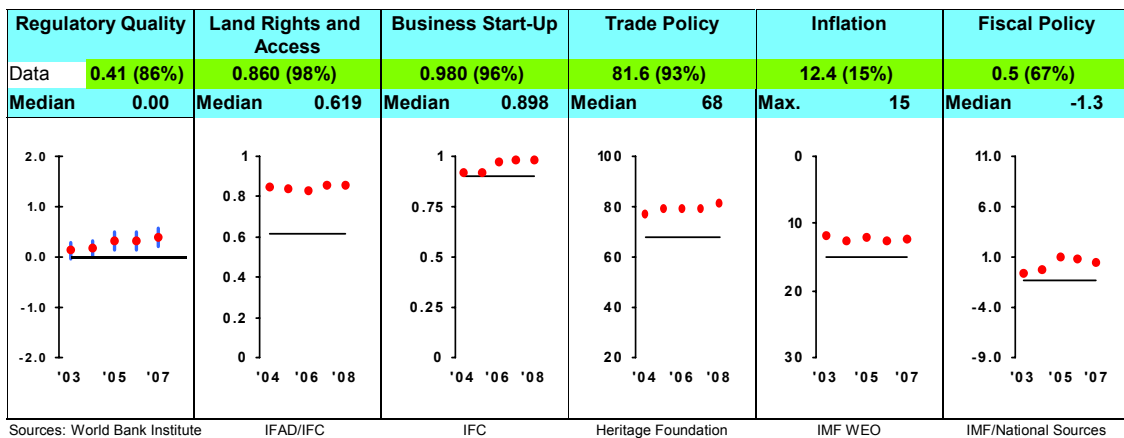 Regulatory Quality
Land Rights and
Access
Business Start-Up
Trade Policy
Inflation
Fiscal Policy
Data 0.41 (86%)
0.860 (98%)
0.980 (96%)
81.6 (93%)
12.4 (15%)
0.5 (67%)
Median 0.00
Median 0.619
Median 0.898
Median 68
Max. 15
Median -1.3
2.0
1.0
0.0
-1.0
-2.0
'03 '05 '07
1
0.8
0.6
0.4
0.2
0
'04 '06 '08
1
0.75
0.5
0.25
0
'04 '06 '08
100
80
60
40
20
'04 '06 '08
0
10
20
30
'03 '05 '07
11.0
6.0
1.0
-4.0
-9.0
'03 '05 '07
Sources: World Bank Institute
IFAD/IFC
IFC
Heritage Foundation
IMF WEO
IMF/National Sources